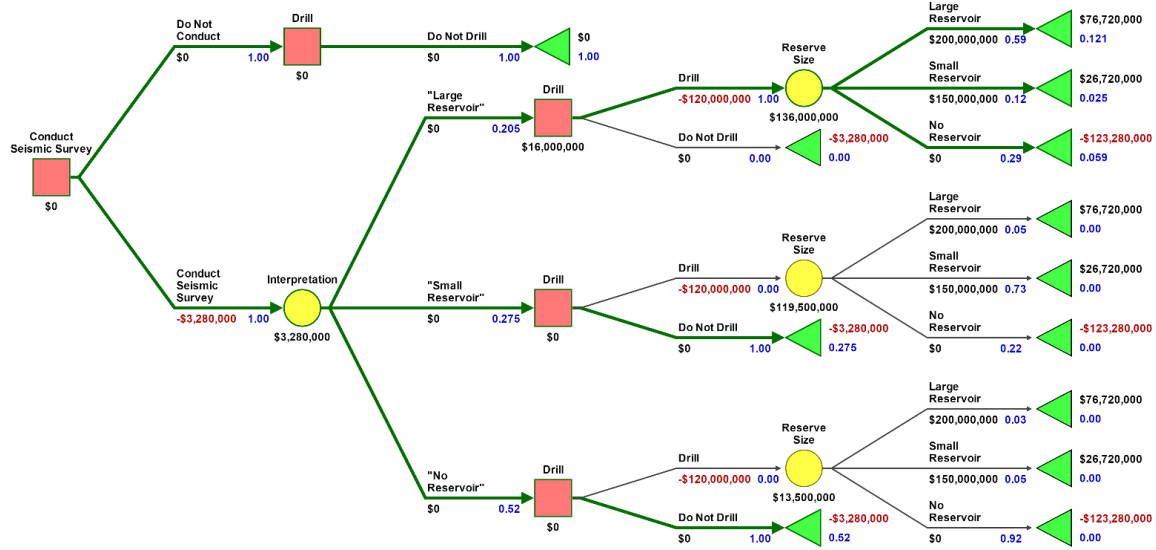 Conduct
Seismic Survey
$0
Do Not
Conduct
$0 1.00
Drill
$0
Do Not Drill
$0 1.00
$0
1.00
Conduct
Seismic
Survey
-$3,280,000 1.00
Interpretation
$3,280,000
"Large
Reservoir"
$0 0.205
Drill
$16,000,000
Drill
-$120,000,000 1.00
Reserve
Size
$136,000,000
Large
Reservoir
$200,000,000 0.59
$76,720,000
0.121
Small
Reservoir
$150,000,000 0.12
$26,720,000
0.025
No
Reservoir
$0 0.29
-$123,280,000
0.059
Do Not Drill
$0 0.00
-$3,280,000
0.00
"Small
Reservoir"
$0 0.275
Drill
$0
Drill
-$120,000,000 0.00
Reserve
Size
$119,500,000
Large
Reservoir
$200,000,000 0.05
$76,720,000
0.00
Small
Reservoir
$150,000,000 0.73
$26,720,000
0.00
No
Reservoir
$0 0.22
-$123,280,000
0.00
Do Not Drill
$0 1.00
-$3,280,000
0.275
"No
Reservoir"
$0 0.52
Drill
$0
Drill
-$120,000,000 0.00
Reserve
Size
$13,500,000
Large
Reservoir
$200,000,000 0.03
$76,720,000
0.00
Small
Reservoir
$150,000,000 0.05
$26,720,000
0.00
No
Reservoir
$0 0.92
-$123,280,000
0.00
Do Not Drill
$0 1.00
-$3,280,000
0.52